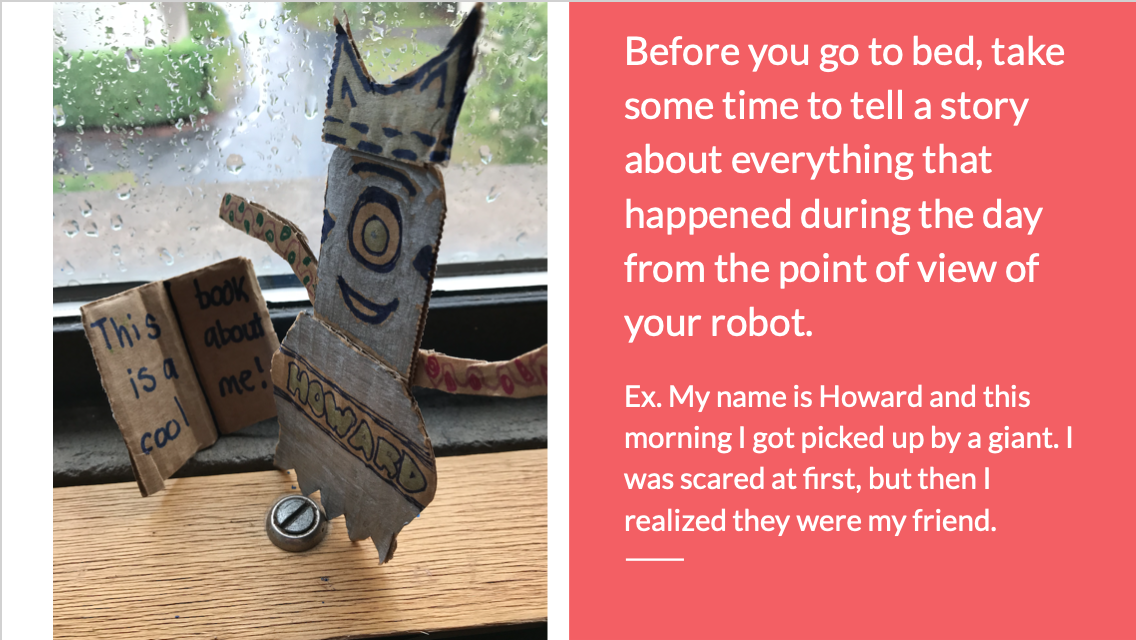 This
is a
cool
book
about
me!
HOWARD
Before you go to bed, take
some time to tell a story
about everything that
happened during the day
from the point of view of
your robot.
Ex. My name is Howard and this
morning I got picked up by a giant. I
was scared at first, but then I
realized they were my friend.